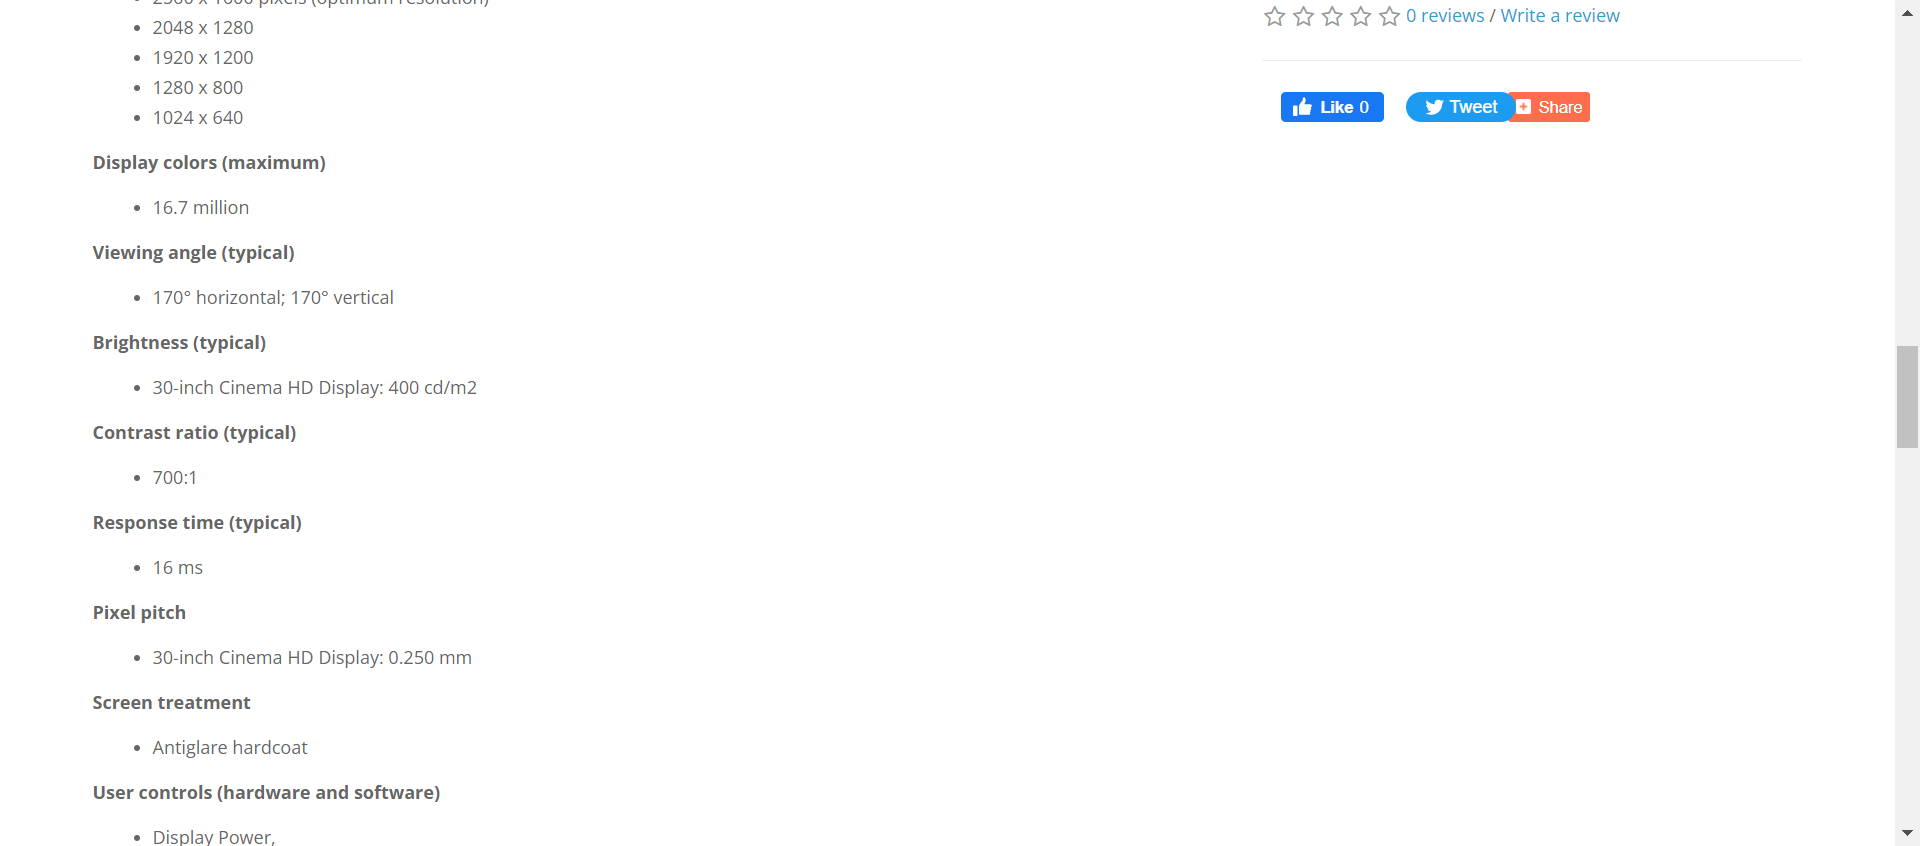 2560 x 1600 pixels (optimum resolution)
2048 x 1280
1920 x 1200
1280 x 800
1024 x 640
Display colors (maximum)
16.7 million
Viewing angle (typical)
170° horizontal; 170° vertical
Brightness (typical)
30-inch Cinema HD Display: 400 cd/m2
Contrast ratio (typical)
700:1
Response time (typical)
16 ms
Pixel pitch
30-inch Cinema HD Display: 0.250 mm
Screen treatment
Antiglare hardcoat
User controls (hardware and software)
Display Power,
0 reviews / Write a review
Like 0
Tweet
Share